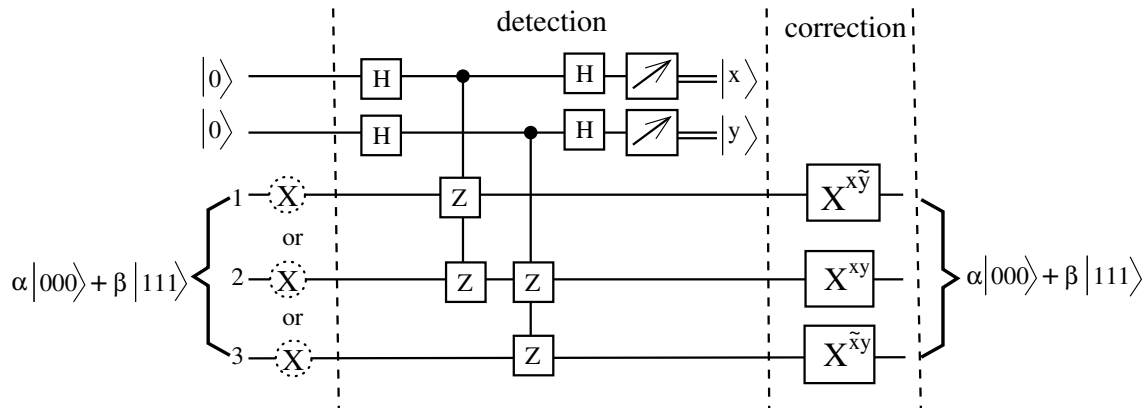 detection
correction
|0⟩ H H |x⟩
|0⟩ H H |y⟩
1 X Z X^{xỹ}
or
α|000⟩ + β|111⟩ 2 X Z Z X^{xy} α|000⟩ + β|111⟩
or
3 X Z X^{x̃y}